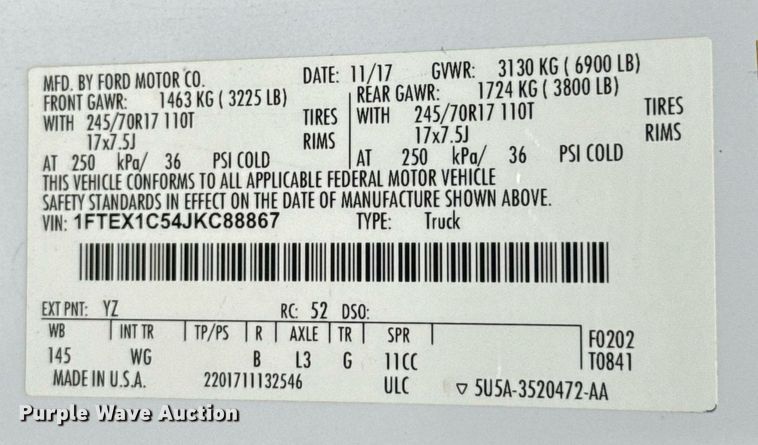 MFD. BY FORD MOTOR CO. DATE: 11/17 GVWR: 3130 KG ( 6900 LB)
FRONT GAWR: 1463 KG ( 3225 LB) REAR GAWR: 1724 KG ( 3800 LB)
WITH 245/70R17 110T TIRES WITH 245/70R17 110T TIRES
17x7.5J RIMS 17x7.5J RIMS
AT 250 kPa/ 36 PSI COLD AT 250 kPa/ 36 PSI COLD
THIS VEHICLE CONFORMS TO ALL APPLICABLE FEDERAL MOTOR VEHICLE
SAFETY STANDARDS IN EFFECT ON THE DATE OF MANUFACTURE SHOWN ABOVE.
VIN: 1FTEX1C54JKC88867 TYPE: Truck
EXT PNT: YZ RC: 52 DSO:
WB INT TR TP/PS R AXLE TR SPR F0202
145 WG B L3 G 11CC T0841
MADE IN U.S.A. 2201711132546 ULC ▽ 5U5A-3520472-AA
Purple Wave Auction